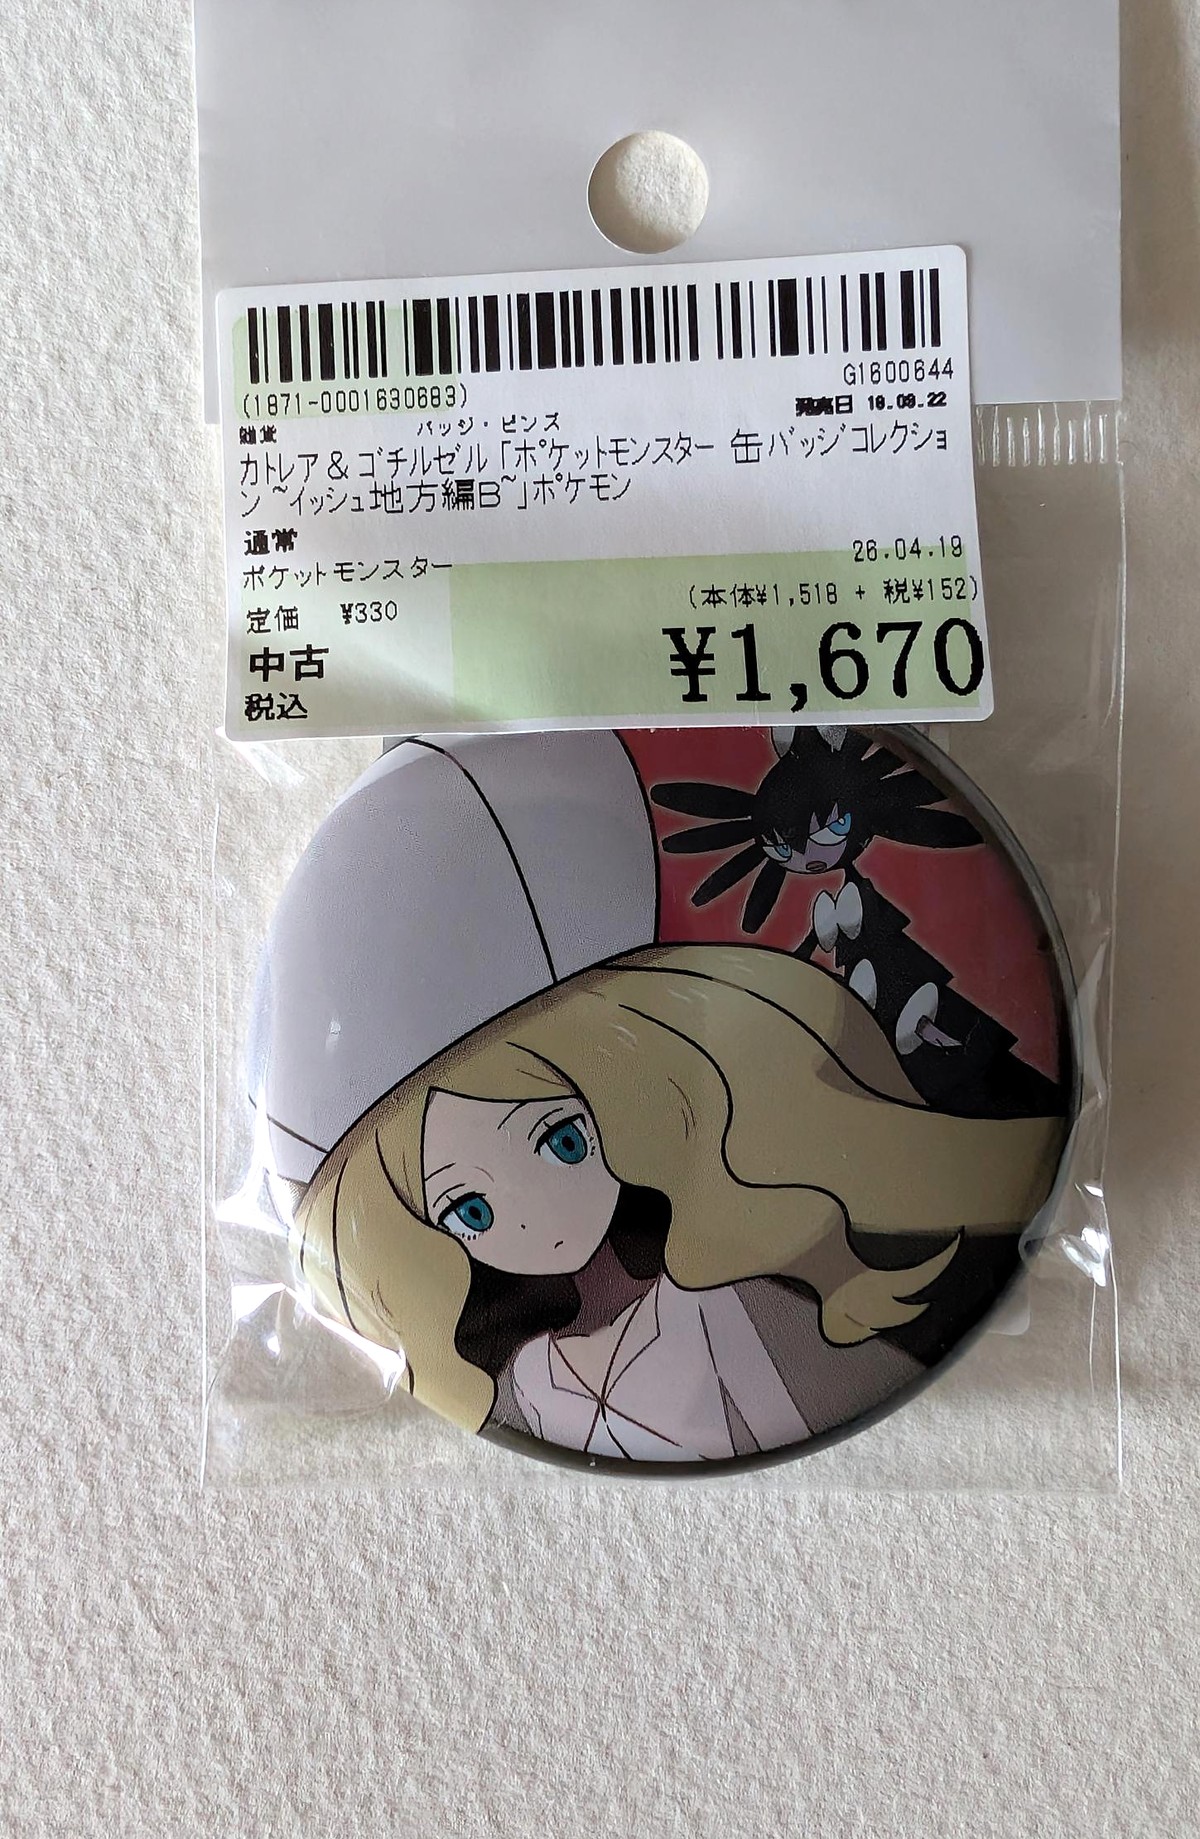 G1600644
(1871-0001630683)
発売日 18.09.22
雑貨 バッジ・ピンズ
カトレア & ゴチルゼル 「ポケットモンスター 缶バッジコレクショ
ン ~イッシュ地方編B~」ポケモン
通常
26.04.19
ポケットモンスター
(本体¥1,518 + 税¥152)
定価 ¥330
¥1,670
中古
税込